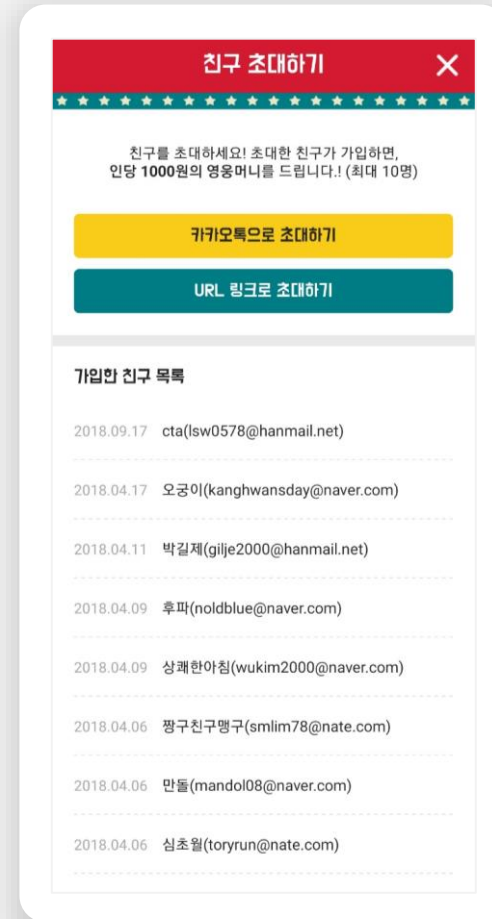 친구 초대하기
친구를 초대하세요! 초대한 친구가 가입하면,
인당 1000원의 영웅머니를 드립니다.! (최대 10명)
카카오톡으로 초대하기
URL 링크로 초대하기
가입한 친구 목록
2018.09.17 cta(lsw0578@hanmail.net)
2018.04.17 오궁이(kanghwansday@naver.com)
2018.04.11 박길제(gilje2000@hanmail.net)
2018.04.09 후파(noldblue@naver.com)
2018.04.09 상쾌한아침(wukim2000@naver.com)
2018.04.06 짱구친구맹구(smlim78@nate.com)
2018.04.06 만돌(mandol08@naver.com)
2018.04.06 심초월(toryrun@nate.com)